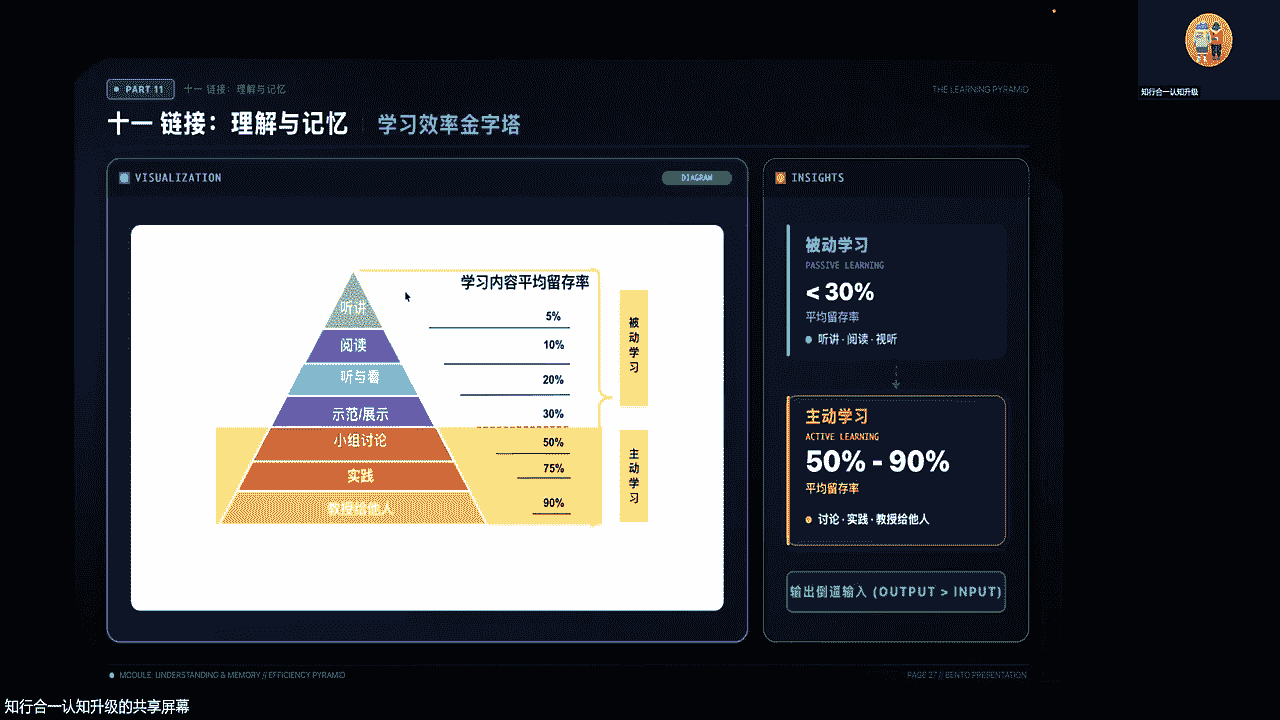 知行合一认知升级
PART 11
十一 链接：理解与记忆
THE LEARNING PYRAMID
十一 链接：理解与记忆
学习效率金字塔
VISUALIZATION
DIAGRAM
学习内容平均留存率
听讲
5%
阅读
10%
听与看
20%
示范/展示
30%
小组讨论
50%
实践
75%
教授给他人
90%
被动学习
主动学习
INSIGHTS
被动学习
PASSIVE LEARNING
< 30%
平均留存率
听讲 · 阅读 · 视听
主动学习
ACTIVE LEARNING
50% - 90%
平均留存率
讨论 · 实践 · 教授给他人
输出倒逼输入 (OUTPUT > INPUT)
MODULE: UNDERSTANDING & MEMORY // EFFICIENCY PYRAMID
PAGE 27 // BENTO PRESENTATION
知行合一认知升级的共享屏幕